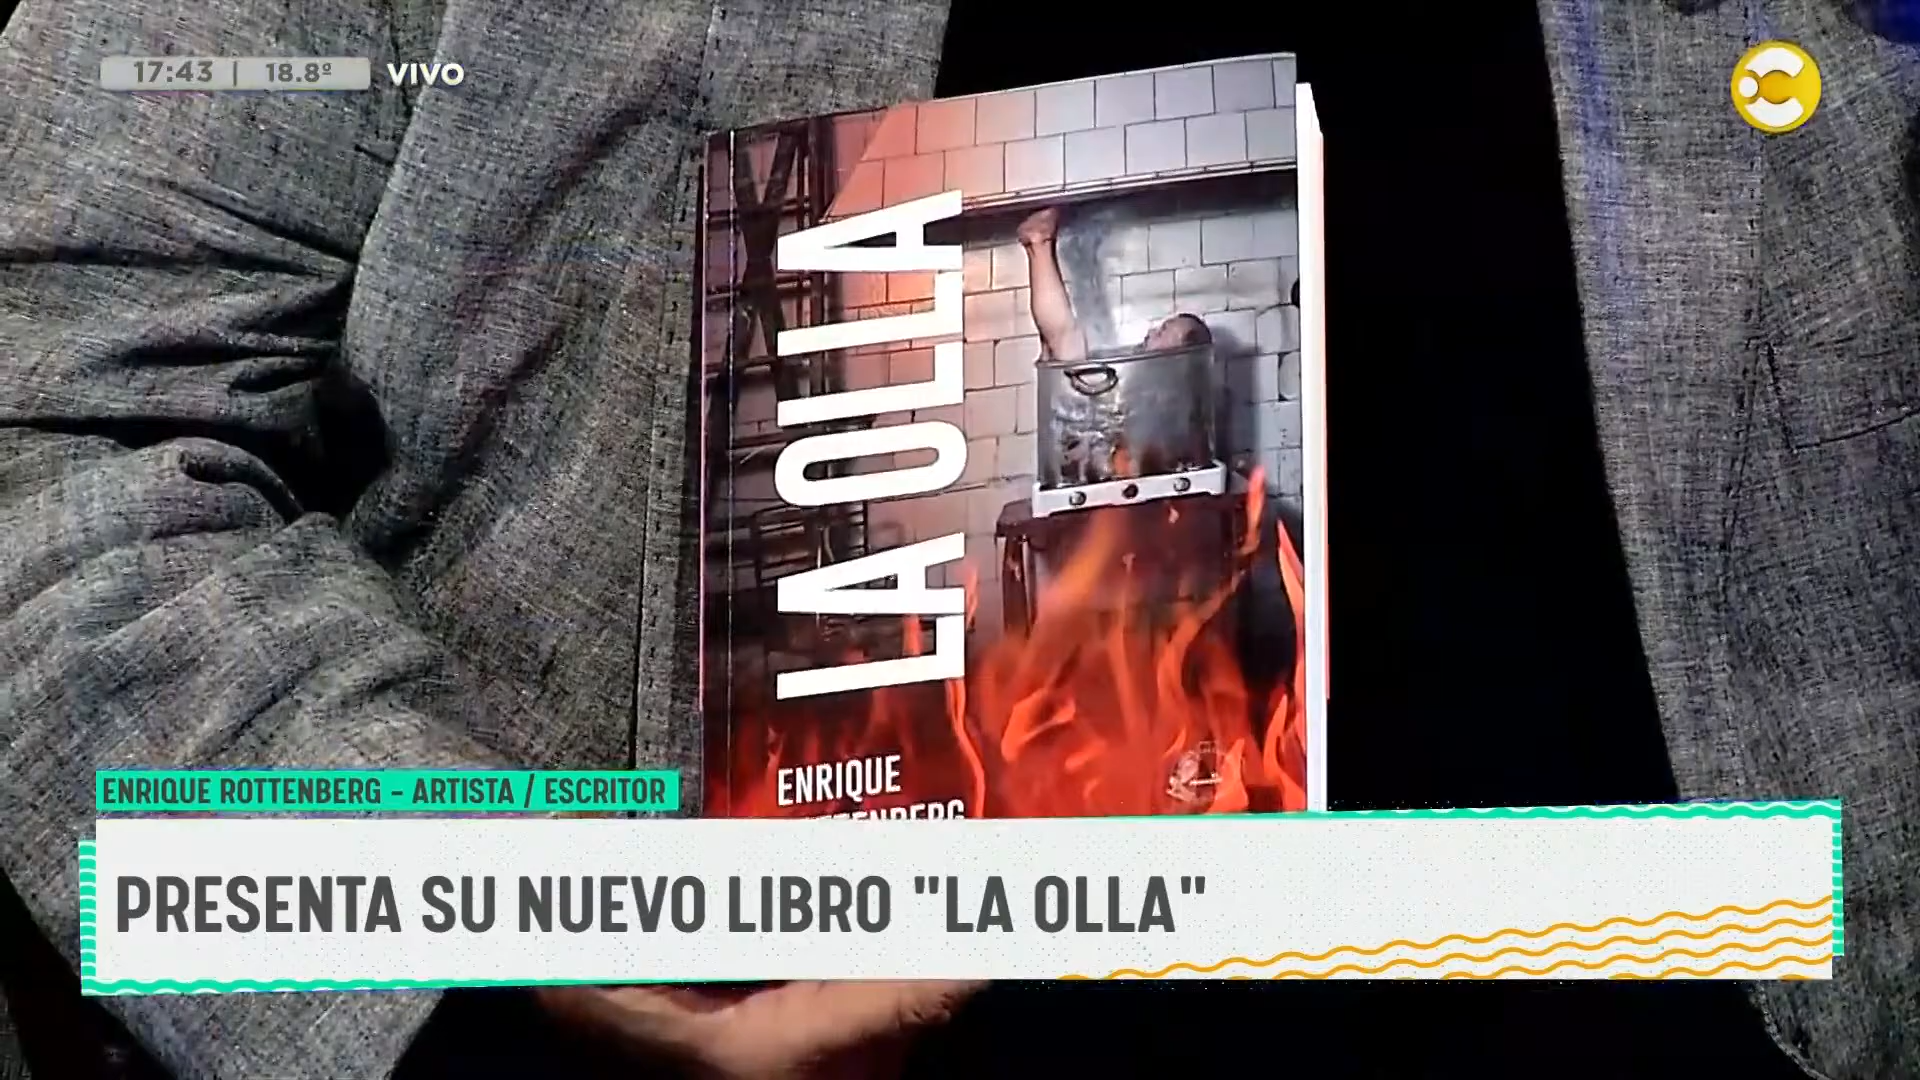 17:43 | 18.8º VIVO
LA OLLA
ENRIQUE
ENRIQUE ROTTENBERG - ARTISTA / ESCRITOR
PRESENTA SU NUEVO LIBRO "LA OLLA"